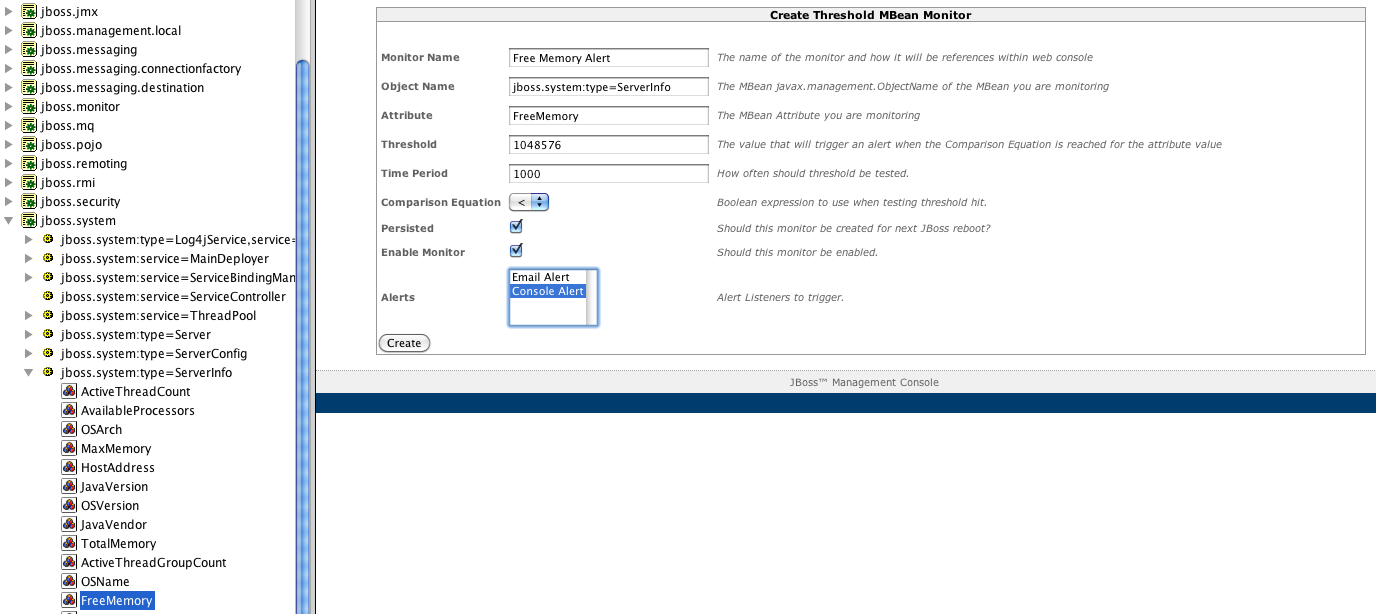 jboss.jmx
jboss.management.local
jboss.messaging
jboss.messaging.connectionfactory
jboss.messaging.destination
jboss.monitor
jboss.mq
jboss.pojo
jboss.remoting
jboss.rmi
jboss.security
jboss.system
jboss.system:type=Log4jService,service=
jboss.system:service=MainDeployer
jboss.system:service=ServiceBindingMan
jboss.system:service=ServiceController
jboss.system:service=ThreadPool
jboss.system:type=Server
jboss.system:type=ServerConfig
jboss.system:type=ServerInfo
ActiveThreadCount
AvailableProcessors
OSArch
MaxMemory
HostAddress
JavaVersion
OSVersion
JavaVendor
TotalMemory
ActiveThreadGroupCount
OSName
FreeMemory
Create Threshold MBean Monitor
Monitor Name Free Memory Alert The name of the monitor and how it will be references within web console
Object Name jboss.system:type=ServerInfo The MBean javax.management.ObjectName of the MBean you are monitoring
Attribute FreeMemory The MBean Attribute you are monitoring
Threshold 1048576 The value that will trigger an alert when the Comparison Equation is reached for the attribute value
Time Period 1000 How often should threshold be tested.
Comparison Equation < Boolean expression to use when testing threshold hit.
Persisted Should this monitor be created for next JBoss reboot?
Enable Monitor Should this monitor be enabled.
Email Alert
Console Alert
Alerts Alert Listeners to trigger.
Create
JBoss™ Management Console